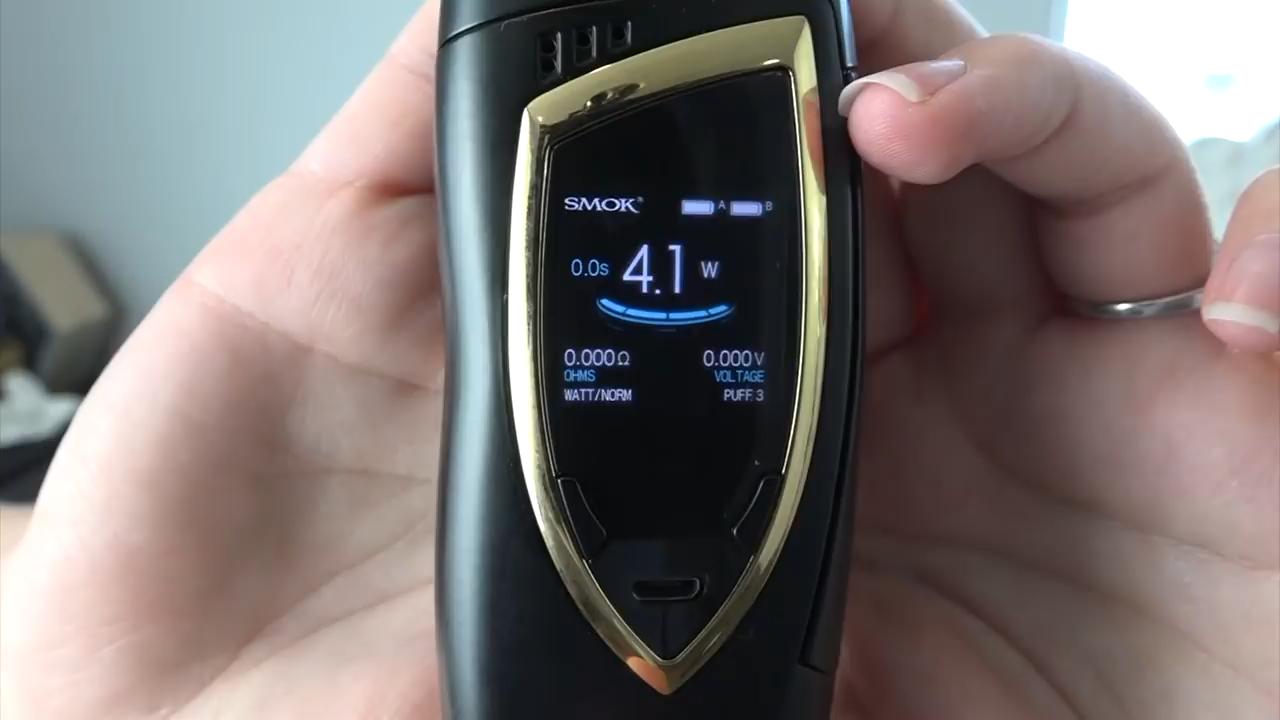 SMOK® A B
0.0s 4.1 W
0.000Ω 0.000V
OHMS VOLTAGE
WATT/NORM PUFF 3